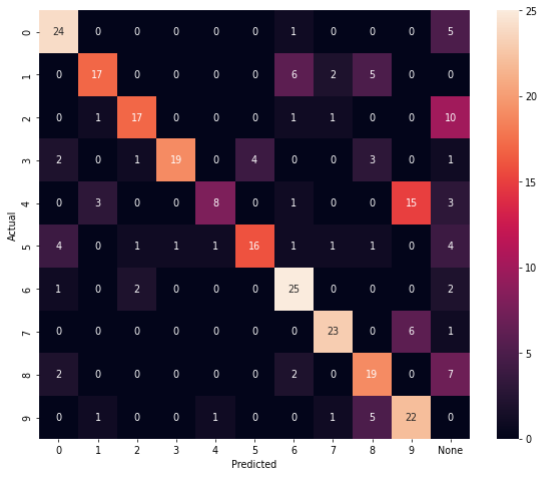 0 24 0 0 0 0 0 1 0 0 0 5
1 0 17 0 0 0 0 6 2 5 0 0
2 0 1 17 0 0 0 1 1 0 0 10
3 2 0 1 19 0 4 0 0 3 0 1
4 0 3 0 0 8 0 1 0 0 15 3
5 4 0 1 1 1 16 1 1 1 0 4
6 1 0 2 0 0 0 25 0 0 0 2
7 0 0 0 0 0 0 0 23 0 6 1
8 2 0 0 0 0 0 2 0 19 0 7
9 0 1 0 0 1 0 0 1 5 22 0
0 1 2 3 4 5 6 7 8 9 None
Predicted
Actual
25
20
15
10
5
0